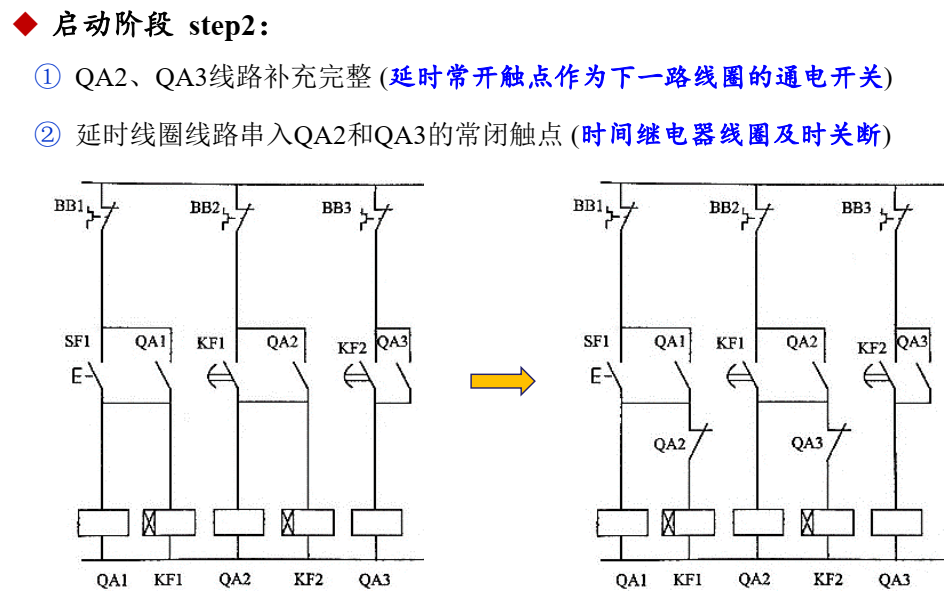 ◆ 启动阶段 step2：
① QA2、QA3线路补充完整 (延时常开触点作为下一路线圈的通电开关)
② 延时线圈线路串入QA2和QA3的常闭触点 (时间继电器线圈及时关断)
BB1 BB2 BB3 BB1 BB2 BB3
SF1 QA1 KF1 QA2 KF2 QA3 SF1 QA1 KF1 QA2 KF2 QA3
QA2 QA3
QA1 KF1 QA2 KF2 QA3 QA1 KF1 QA2 KF2 QA3